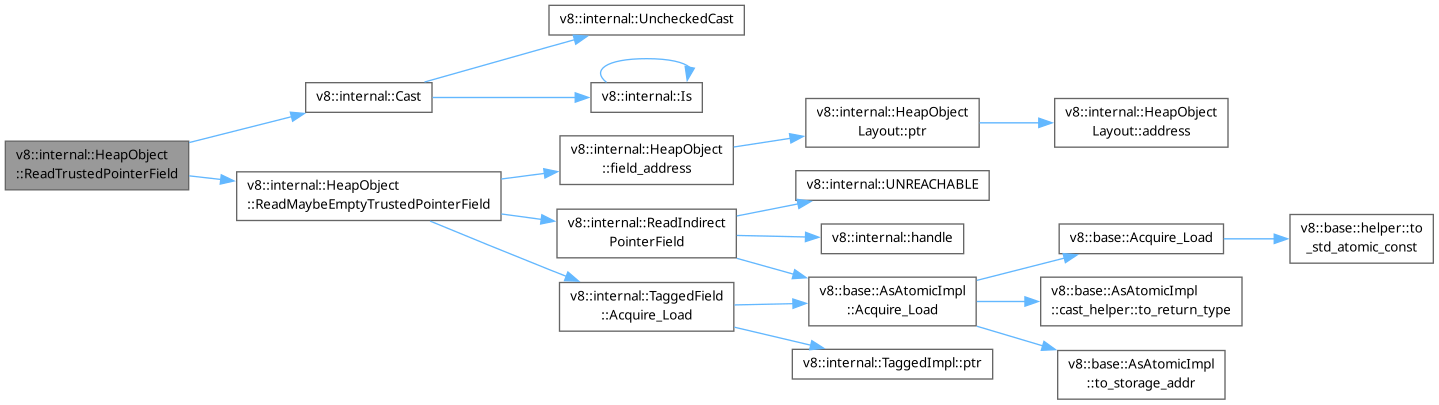 v8::internal::HeapObject
::ReadTrustedPointerField
v8::internal::Cast
v8::internal::UncheckedCast
v8::internal::Is
v8::internal::HeapObject
::ReadMaybeEmptyTrustedPointerField
v8::internal::HeapObject
::field_address
v8::internal::HeapObject
Layout::ptr
v8::internal::HeapObject
Layout::address
v8::internal::ReadIndirect
PointerField
v8::internal::UNREACHABLE
v8::internal::handle
v8::base::AsAtomicImpl
::Acquire_Load
v8::base::Acquire_Load
v8::base::helper::to
_std_atomic_const
v8::base::AsAtomicImpl
::cast_helper::to_return_type
v8::base::AsAtomicImpl
::to_storage_addr
v8::internal::TaggedField
::Acquire_Load
v8::internal::TaggedImpl::ptr